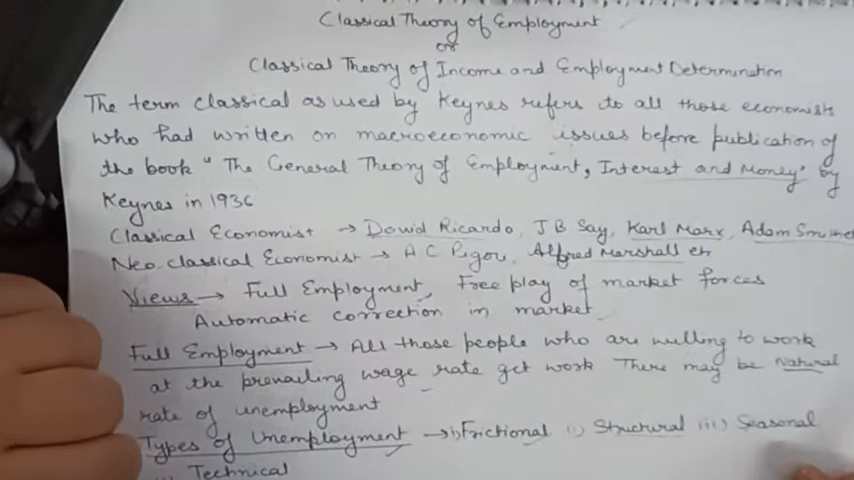 Classical Theory of Employment
or
Classical Theory of Income and Employment Determination
The term classical as used by Keynes refers to all those economists
who had written on macroeconomic issues before publication of
the book " The General Theory of Employment, Interest and Money" by
Keynes in 1936
Classical Economist → David Ricardo, J B Say, Karl Marx, Adam
Neo classical Economist → A C Pigou, Alfred Marshall etc
Views → Full Employment, Free play of market forces
Automatic correction in market
Full Employment → All those people who are willing to work
at the prevailing wage rate get work There may be Natural
rate of unemployment
Types of Unemployment → i) Frictional ii) Structural iii) Seasonal
Technical